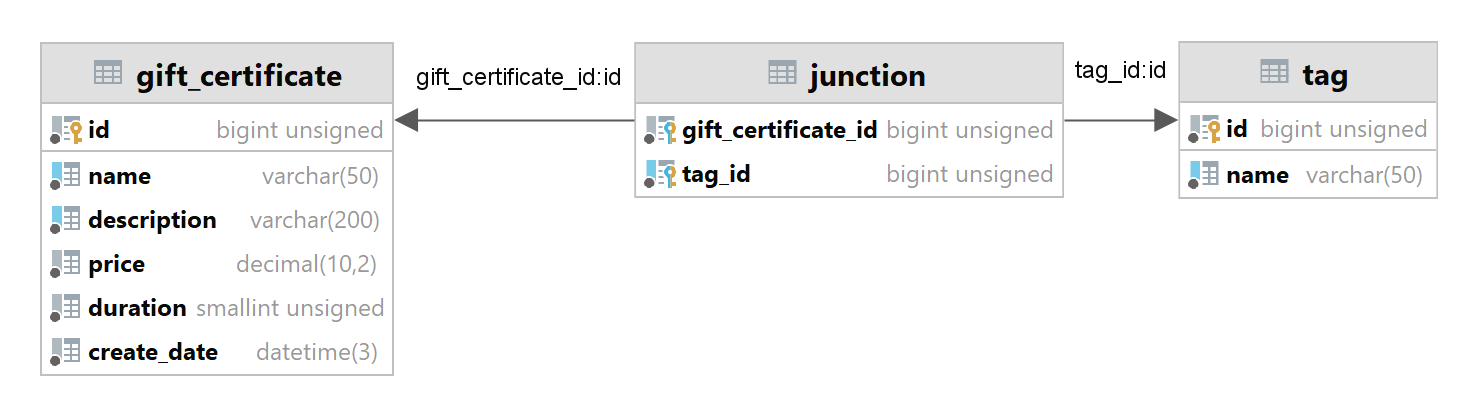 gift_certificate
id bigint unsigned
name varchar(50)
description varchar(200)
price decimal(10,2)
duration smallint unsigned
create_date datetime(3)
gift_certificate_id:id
junction
gift_certificate_id bigint unsigned
tag_id bigint unsigned
tag_id:id
tag
id bigint unsigned
name varchar(50)